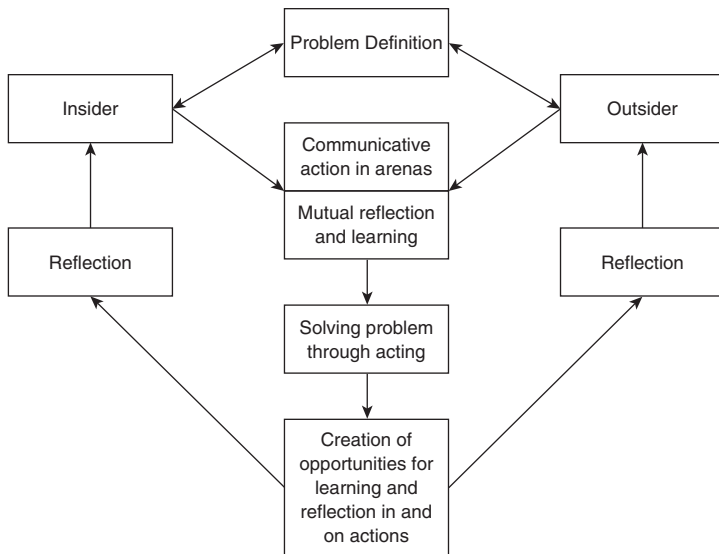 Problem Definition
Insider
Outsider
Communicative
action in arenas
Mutual reflection
and learning
Reflection
Reflection
Solving problem
through acting
Creation of
opportunities for
learning and
reflection in and
on actions